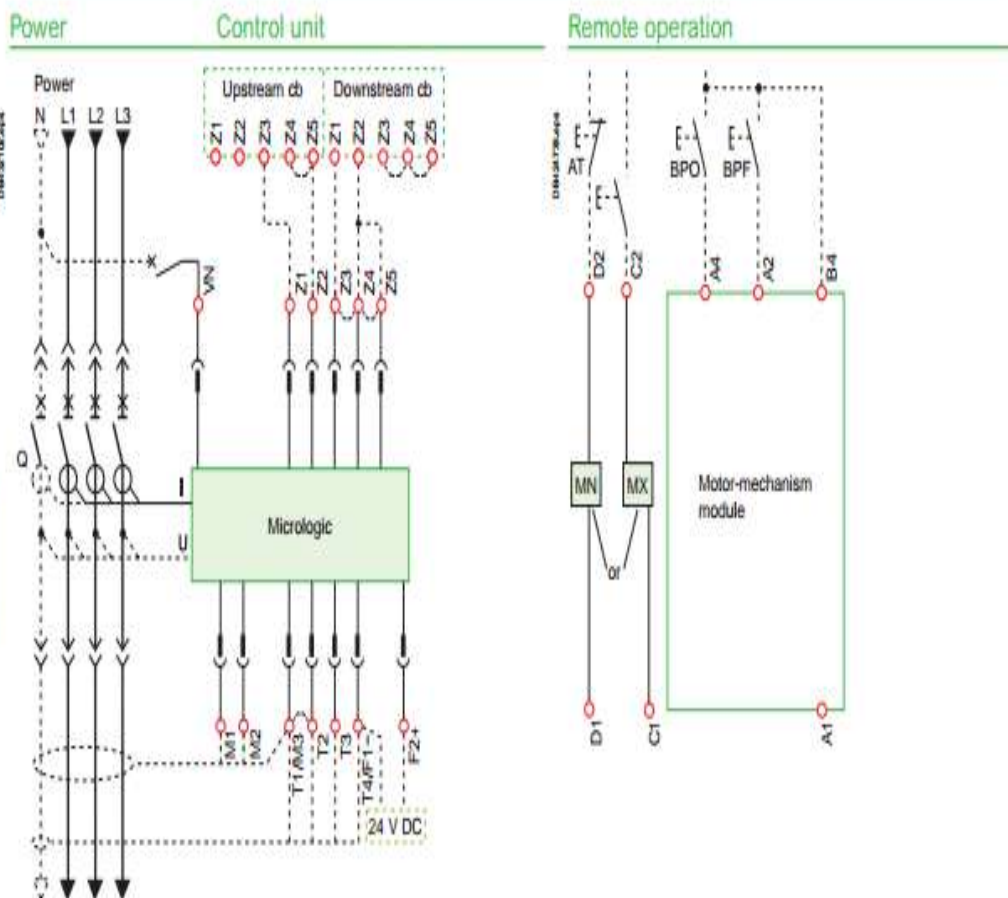 Power Control unit Remote operation
Power
N L1 L2 L3
Upstream cb Downstream cb
Z1 Z2 Z3 Z4 Z5 Z1 Z2 Z3 Z4 Z5
AT BPO BPF
VN Z1 Z2 Z3 Z4 Z5
D2 C2 A4 A2 B4
Q
I
U
Micrologic
MN MX
or
Motor-mechanism
module
M1 M2 T1/M3 T2 T3 T4/F1– F2+
D1 C1 A1
24 V DC